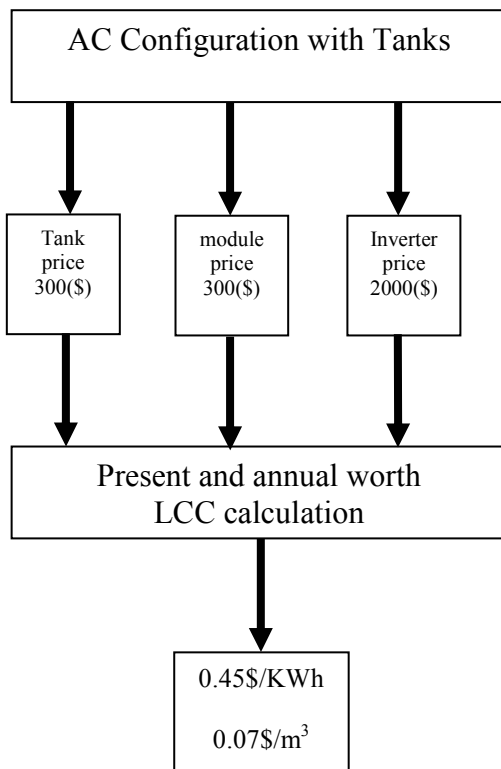 AC Configuration with Tanks
Tank
price
300($)
module
price
300($)
Inverter
price
2000($)
Present and annual worth
LCC calculation
0.45$/KWh
0.07$/m³